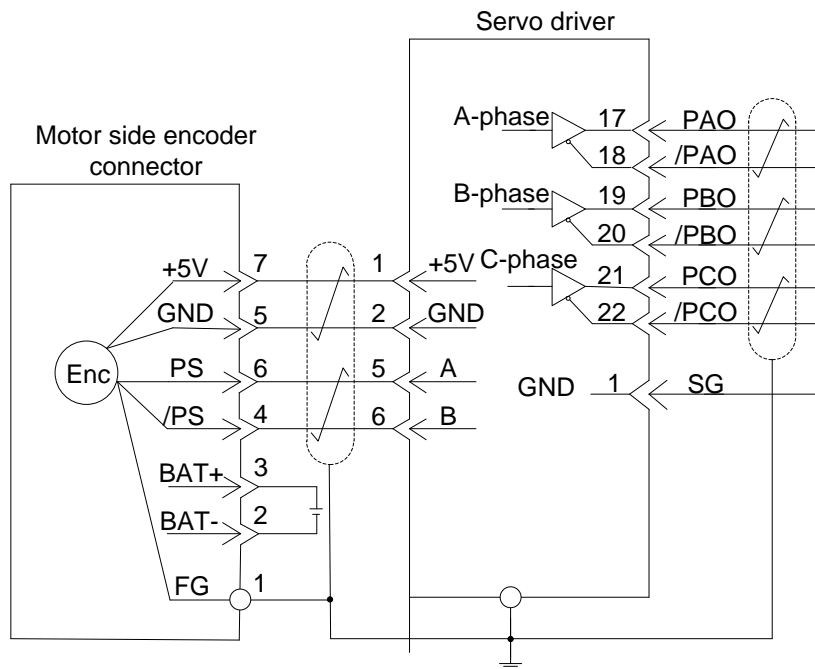 Servo driver
Motor side encoder
connector
A-phase 17 PAO
18 /PAO
B-phase 19 PBO
20 /PBO
C-phase 21 PCO
22 /PCO
GND 1 SG
+5V 7 1 +5V
GND 5 2 GND
Enc
PS 6 5 A
/PS 4 6 B
BAT+ 3
BAT- 2
FG 1